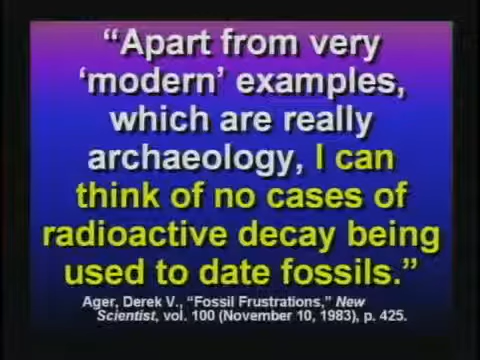 “Apart from very
‘modern’ examples,
which are really
archaeology, I can
think of no cases of
radioactive decay being
used to date fossils.”
Ager, Derek V., “Fossil Frustrations,” New
Scientist, vol. 100 (November 10, 1983), p. 425.